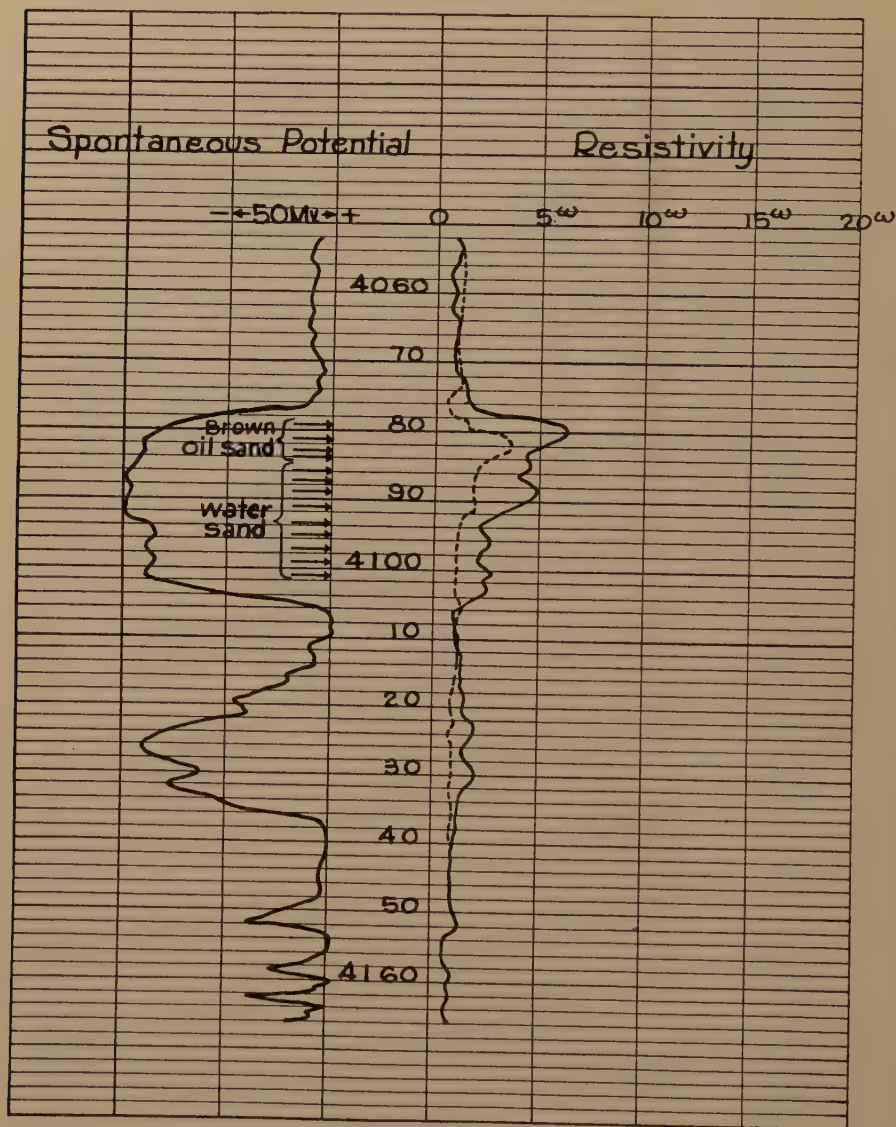 Spontaneous Potential Resistivity
- 50Mv + 0 5ω 10ω 15ω 20ω
4060
70
80
Brown
oil sand
90
water
sand
4100
10
20
30
40
50
4160